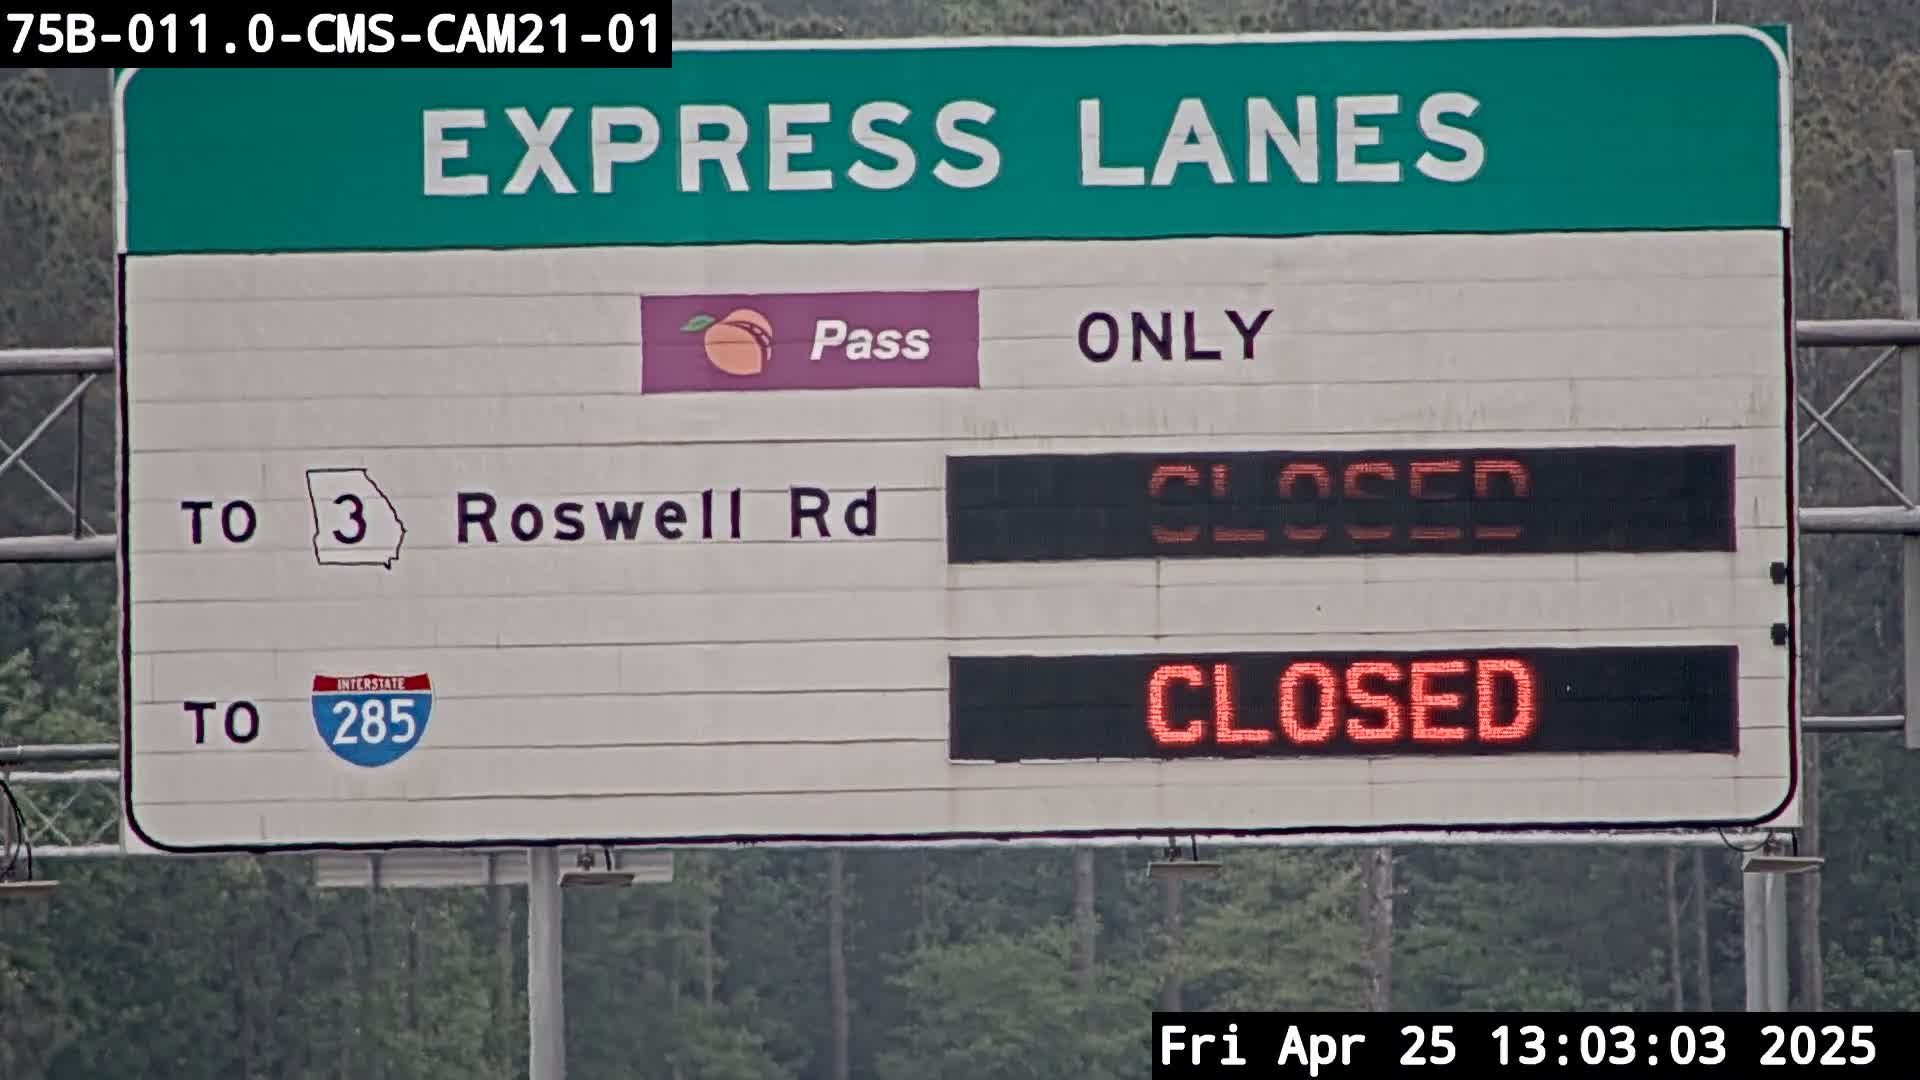 75B-011.0-CMS-CAM21-01
EXPRESS LANES
Pass ONLY
TO 3 Roswell Rd CLOSED
TO INTERSTATE 285 CLOSED
Fri Apr 25 13:03:03 2025